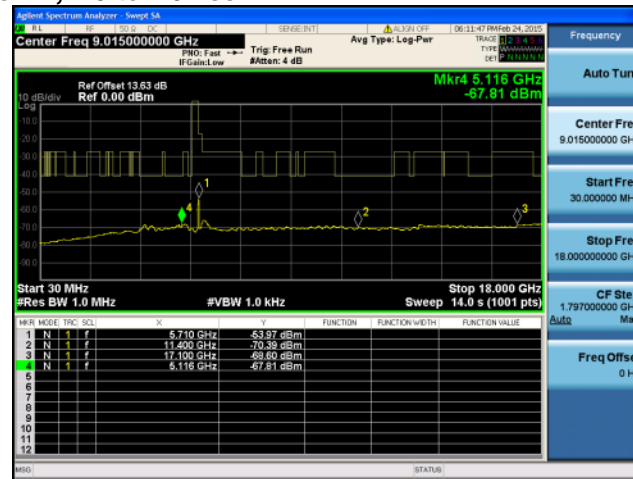 Agilent Spectrum Analyzer - Swept SA
RL RF 50 Ω DC SENSE:INT ALIGN OFF 06:11:47 PM Feb 24, 2015
Center Freq 9.015000000 GHz
PNO: Fast
IFGain:Low
Trig: Free Run
#Atten: 4 dB
Avg Type: Log-Pwr
TRACE 1 2 3 4 5 6
TYPE
DET P N N N N N
Mkr4 5.116 GHz
-67.81 dBm
Ref Offset 13.63 dB
10 dB/div Ref 0.00 dBm
Log
-10.0
-20.0
-30.0
-40.0
-50.0
-60.0
-70.0
-80.0
-90.0
1
4
2
3
Start 30 MHz Stop 18.000 GHz
#Res BW 1.0 MHz #VBW 1.0 kHz Sweep 14.0 s (1001 pts)
MKR MODE TRC SCL X Y FUNCTION FUNCTION WIDTH FUNCTION VALUE
1 N 1 f 5.710 GHz -53.97 dBm
2 N 1 f 11.400 GHz -70.39 dBm
3 N 1 f 17.100 GHz -68.60 dBm
4 N 1 f 5.116 GHz -67.81 dBm
5
6
7
8
9
10
11
12
MSG STATUS
Frequency
Auto Tun
Center Fre
9.015000000 GH
Start Fre
30.000000 MH
Stop Fre
18.000000000 GH
CF Ste
1.797000000 GH
Auto Ma
Freq Offse
0 H